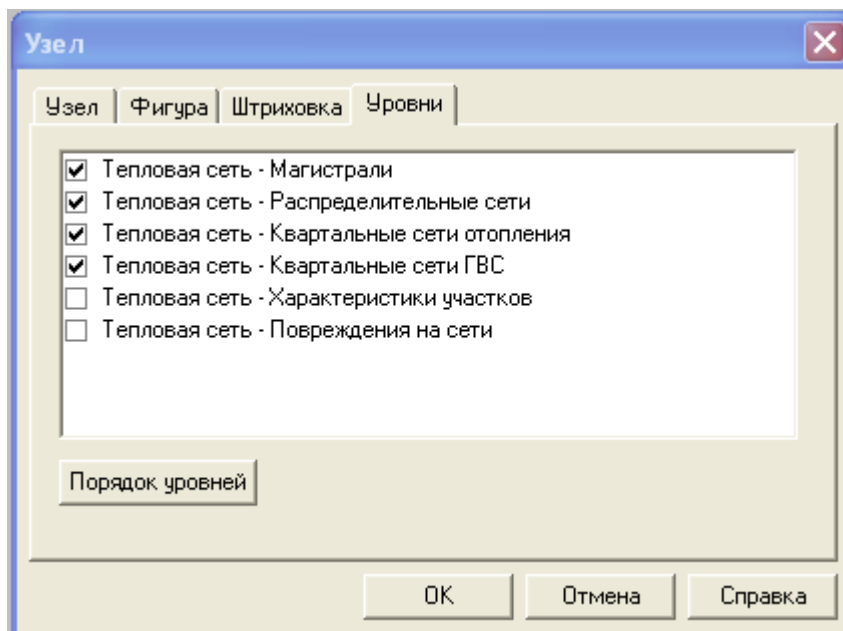 Узел
Узел Фигура Штриховка Уровни
Тепловая сеть - Магистрали
Тепловая сеть - Распределительные сети
Тепловая сеть - Квартальные сети отопления
Тепловая сеть - Квартальные сети ГВС
Тепловая сеть - Характеристики участков
Тепловая сеть - Повреждения на сети
Порядок уровней
ОК Отмена Справка